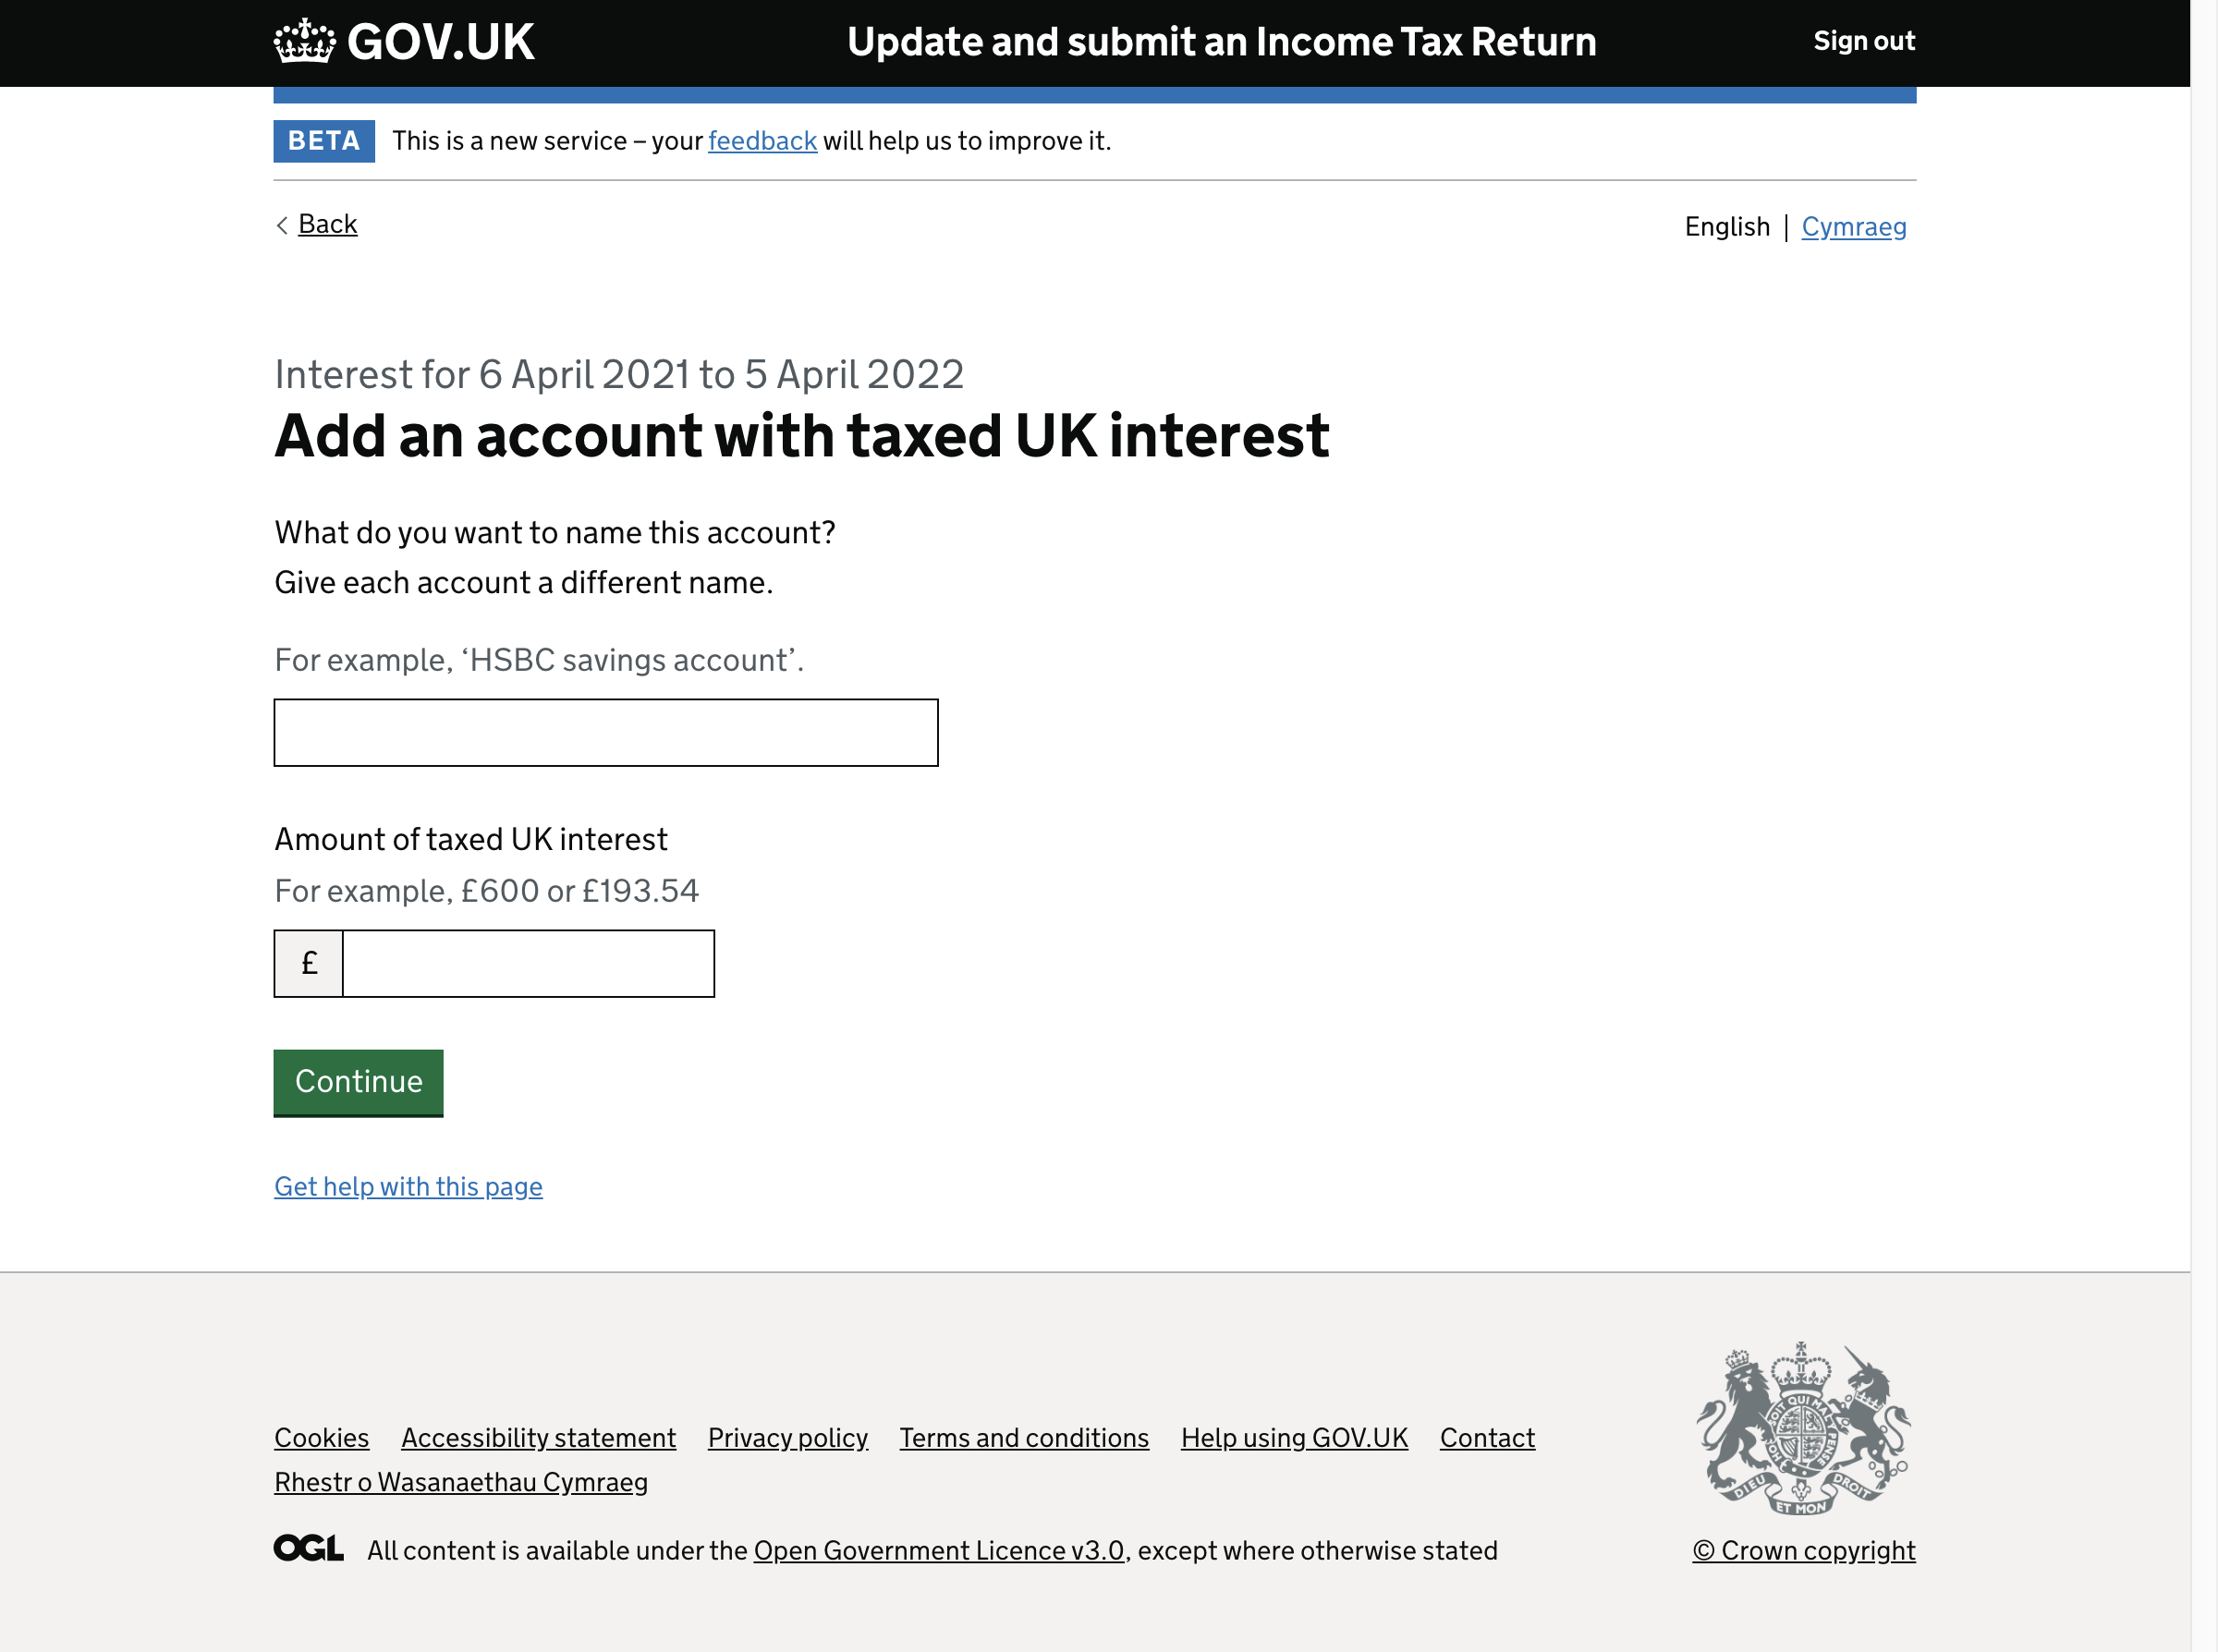 GOV.UK
Update and submit an Income Tax Return
Sign out
BETA This is a new service – your feedback will help us to improve it.
Back
English | Cymraeg
Interest for 6 April 2021 to 5 April 2022
Add an account with taxed UK interest
What do you want to name this account?
Give each account a different name.
For example, ‘HSBC savings account’.
Amount of taxed UK interest
For example, £600 or £193.54
£
Continue
Get help with this page
Cookies Accessibility statement Privacy policy Terms and conditions Help using GOV.UK Contact
Rhestr o Wasanaethau Cymraeg
DIEU ET MON DROIT
OGL All content is available under the Open Government Licence v3.0, except where otherwise stated
© Crown copyright